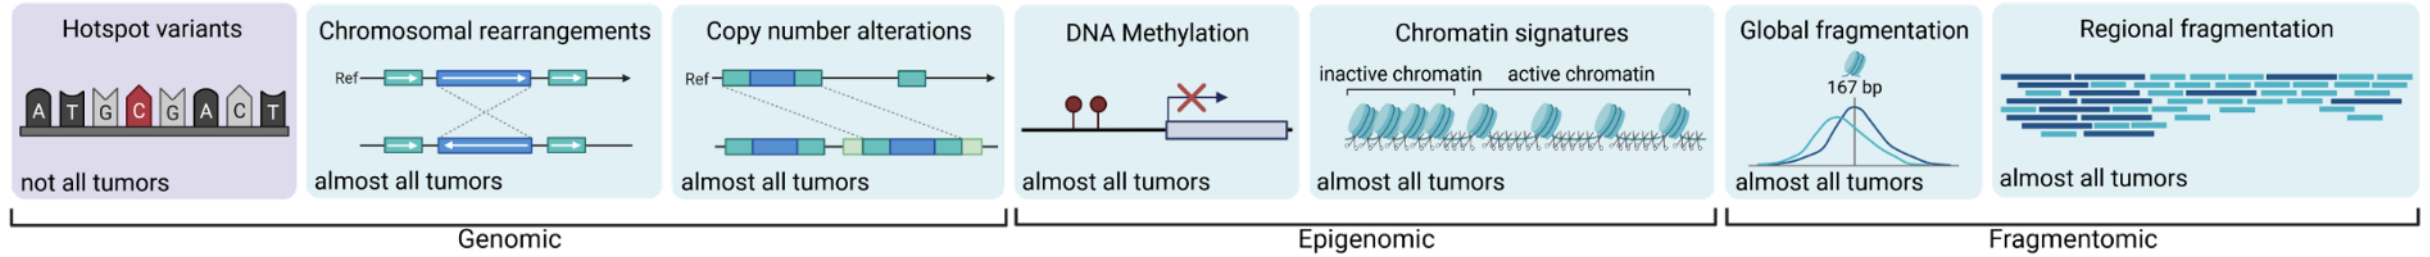 Hotspot variants
A T G C G A C T
not all tumors
Chromosomal rearrangements
Ref
almost all tumors
Copy number alterations
Ref
almost all tumors
DNA Methylation
almost all tumors
Chromatin signatures
inactive chromatin active chromatin
almost all tumors
Global fragmentation
167 bp
almost all tumors
Regional fragmentation
almost all tumors
Genomic
Epigenomic
Fragmentomic